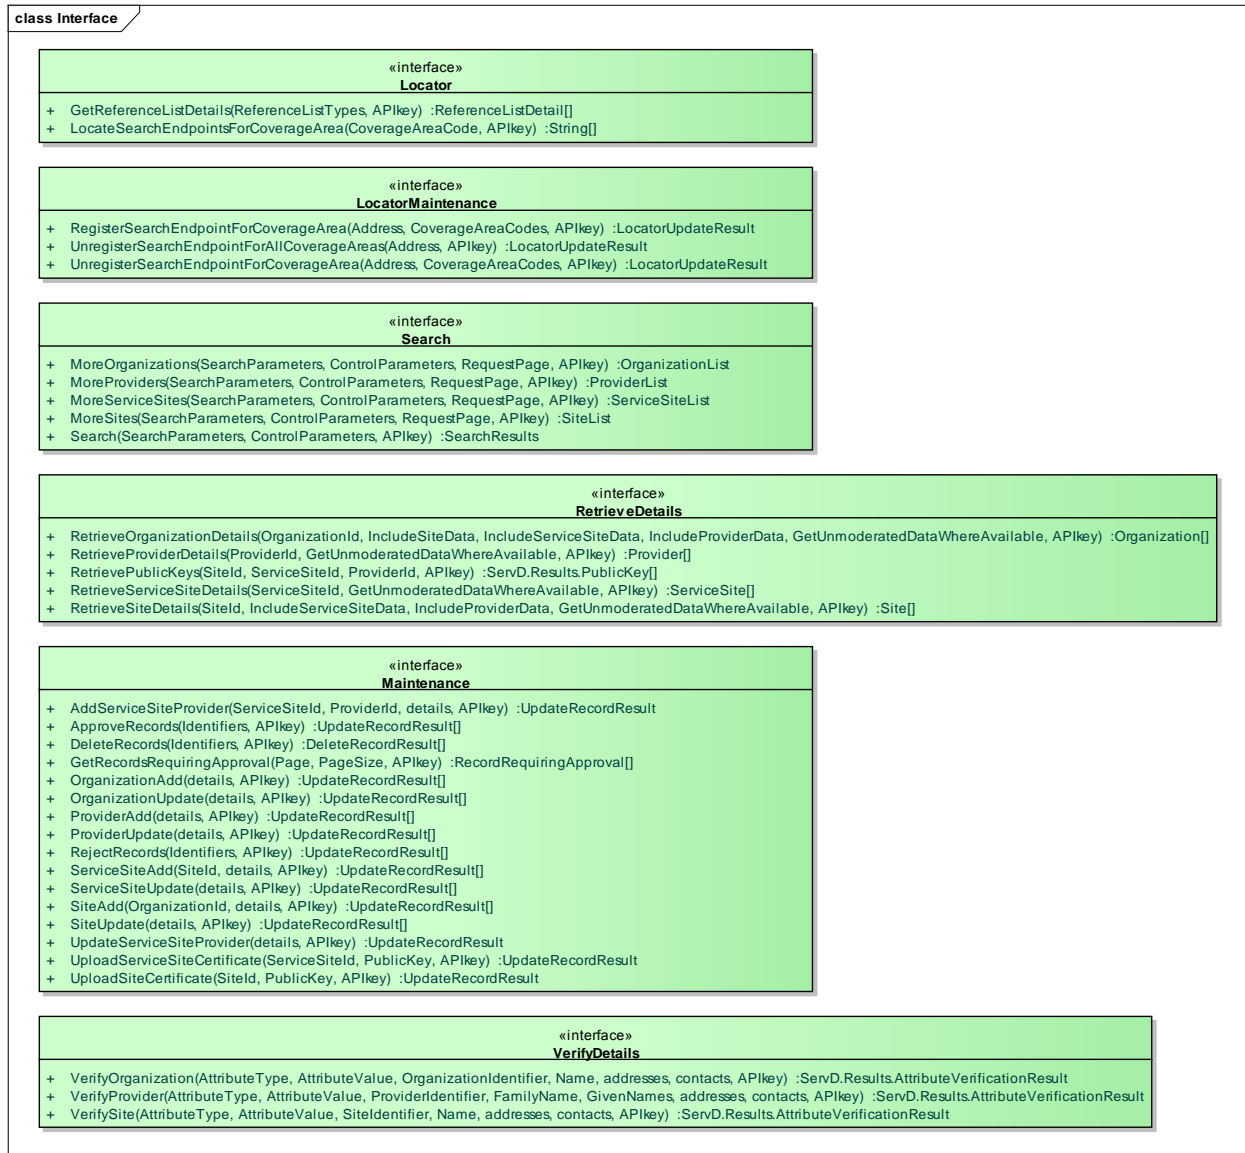 class Interface
«interface»
Locator
+ GetReferenceListDetails(ReferenceListTypes, APIkey) :ReferenceListDetail[]
+ LocateSearchEndpointsForCoverageArea(CoverageAreaCode, APIkey) :String[]
«interface»
LocatorMaintenance
+ RegisterSearchEndpointForCoverageArea(Address, CoverageAreaCodes, APIkey) :LocatorUpdateResult
+ UnregisterSearchEndpointForAllCoverageAreas(Address, APIkey) :LocatorUpdateResult
+ UnregisterSearchEndpointForCoverageArea(Address, CoverageAreaCodes, APIkey) :LocatorUpdateResult
«interface»
Search
+ MoreOrganizations(SearchParameters, ControlParameters, RequestPage, APIkey) :OrganizationList
+ MoreProviders(SearchParameters, ControlParameters, RequestPage, APIkey) :ProviderList
+ MoreServiceSites(SearchParameters, ControlParameters, RequestPage, APIkey) :ServiceSiteList
+ MoreSites(SearchParameters, ControlParameters, RequestPage, APIkey) :SiteList
+ Search(SearchParameters, ControlParameters, APIkey) :SearchResults
«interface»
RetrieveDetails
+ RetrieveOrganizationDetails(OrganizationId, IncludeSiteData, IncludeServiceSiteData, IncludeProviderData, GetUnmoderatedDataWhereAvailable, APIkey) :Organization[]
+ RetrieveProviderDetails(ProviderId, GetUnmoderatedDataWhereAvailable, APIkey) :Provider[]
+ RetrievePublicKeys(SiteId, ServiceSiteId, ProviderId, APIkey) :ServD.Results.PublicKey[]
+ RetrieveServiceSiteDetails(ServiceSiteId, GetUnmoderatedDataWhereAvailable, APIkey) :ServiceSite[]
+ RetrieveSiteDetails(SiteId, IncludeServiceSiteData, IncludeProviderData, GetUnmoderatedDataWhereAvailable, APIkey) :Site[]
«interface»
Maintenance
+ AddServiceSiteProvider(ServiceSiteId, ProviderId, details, APIkey) :UpdateRecordResult
+ ApproveRecords(Identifiers, APIkey) :UpdateRecordResult[]
+ DeleteRecords(Identifiers, APIkey) :DeleteRecordResult[]
+ GetRecordsRequiringApproval(Page, PageSize, APIkey) :RecordRequiringApproval[]
+ OrganizationAdd(details, APIkey) :UpdateRecordResult[]
+ OrganizationUpdate(details, APIkey) :UpdateRecordResult[]
+ ProviderAdd(details, APIkey) :UpdateRecordResult[]
+ ProviderUpdate(details, APIkey) :UpdateRecordResult[]
+ RejectRecords(Identifiers, APIkey) :UpdateRecordResult[]
+ ServiceSiteAdd(SiteId, details, APIkey) :UpdateRecordResult[]
+ ServiceSiteUpdate(details, APIkey) :UpdateRecordResult[]
+ SiteAdd(OrganizationId, details, APIkey) :UpdateRecordResult[]
+ SiteUpdate(details, APIkey) :UpdateRecordResult[]
+ UpdateServiceSiteProvider(details, APIkey) :UpdateRecordResult
+ UploadServiceSiteCertificate(ServiceSiteId, PublicKey, APIkey) :UpdateRecordResult
+ UploadSiteCertificate(SiteId, PublicKey, APIkey) :UpdateRecordResult
«interface»
VerifyDetails
+ VerifyOrganization(AttributeType, AttributeValue, OrganizationIdentifier, Name, addresses, contacts, APIkey) :ServD.Results.AttributeVerificationResult
+ VerifyProvider(AttributeType, AttributeValue, ProviderIdentifier, FamilyName, GivenNames, addresses, contacts, APIkey) :ServD.Results.AttributeVerificationResult
+ VerifySite(AttributeType, AttributeValue, SiteIdentifier, Name, addresses, contacts, APIkey) :ServD.Results.AttributeVerificationResult